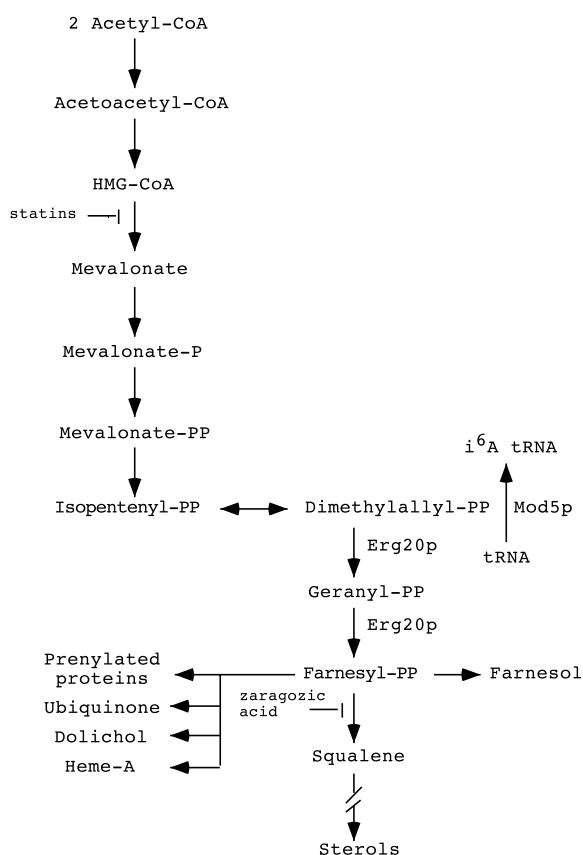 2 Acetyl-CoA
Acetoacetyl-CoA
HMG-CoA
statins
Mevalonate
Mevalonate-P
Mevalonate-PP
i⁶A tRNA
Isopentenyl-PP
Dimethylallyl-PP
Mod5p
Erg20p
tRNA
Geranyl-PP
Erg20p
Prenylated
proteins
Farnesyl-PP
Farnesol
zaragozic
acid
Ubiquinone
Dolichol
Squalene
Heme-A
Sterols